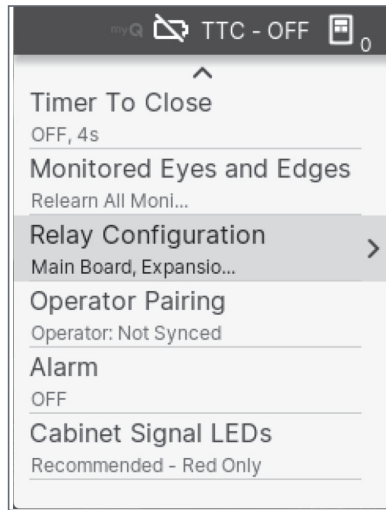 myQ TTC - OFF 0
Timer To Close
OFF, 4s
Monitored Eyes and Edges
Relearn All Moni...
Relay Configuration
Main Board, Expansio...
Operator Pairing
Operator: Not Synced
Alarm
OFF
Cabinet Signal LEDs
Recommended - Red Only